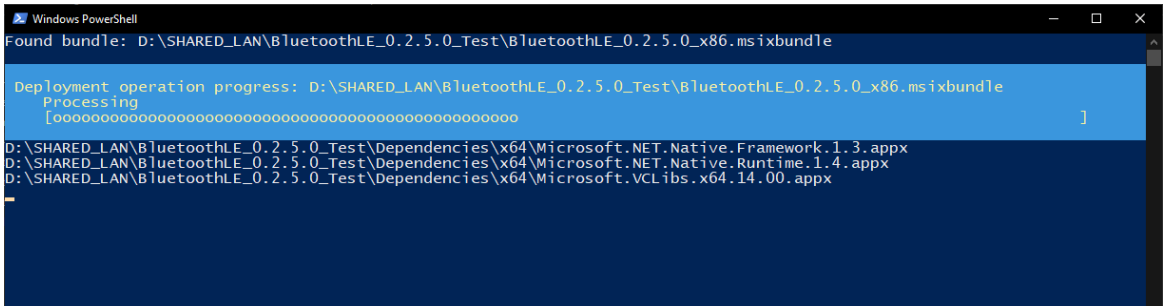 Windows PowerShell
Found bundle: D:\SHARED_LAN\BluetoothLE_0.2.5.0_Test\BluetoothLE_0.2.5.0_x86.msixbundle
Deployment operation progress: D:\SHARED_LAN\BluetoothLE_0.2.5.0_Test\BluetoothLE_0.2.5.0_x86.msixbundle
Processing
[ooooooooooooooooooooooooooooooooooooooooooooooooo ]
D:\SHARED_LAN\BluetoothLE_0.2.5.0_Test\Dependencies\x64\Microsoft.NET.Native.Framework.1.3.appx
D:\SHARED_LAN\BluetoothLE_0.2.5.0_Test\Dependencies\x64\Microsoft.NET.Native.Runtime.1.4.appx
D:\SHARED_LAN\BluetoothLE_0.2.5.0_Test\Dependencies\x64\Microsoft.VCLibs.x64.14.00.appx